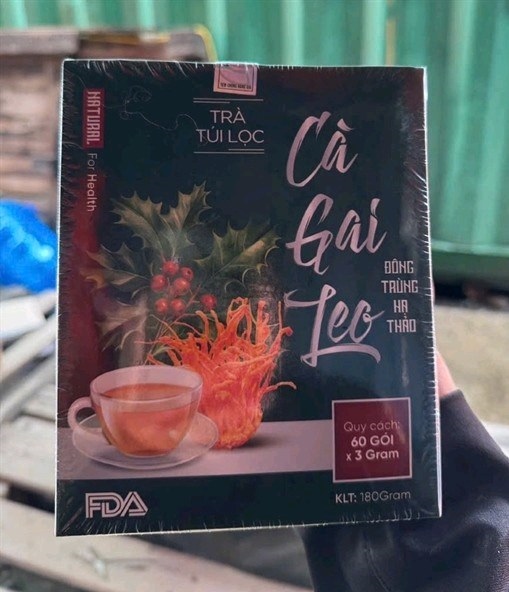 NATURAL
For Health
TRÀ
TÚI LỌC
Cà
Gai
Leo
ĐÔNG
TRÙNG
HẠ
THẢO
Quy cách:
60 GÓI
x 3 Gram
KLT: 180Gram
FDA